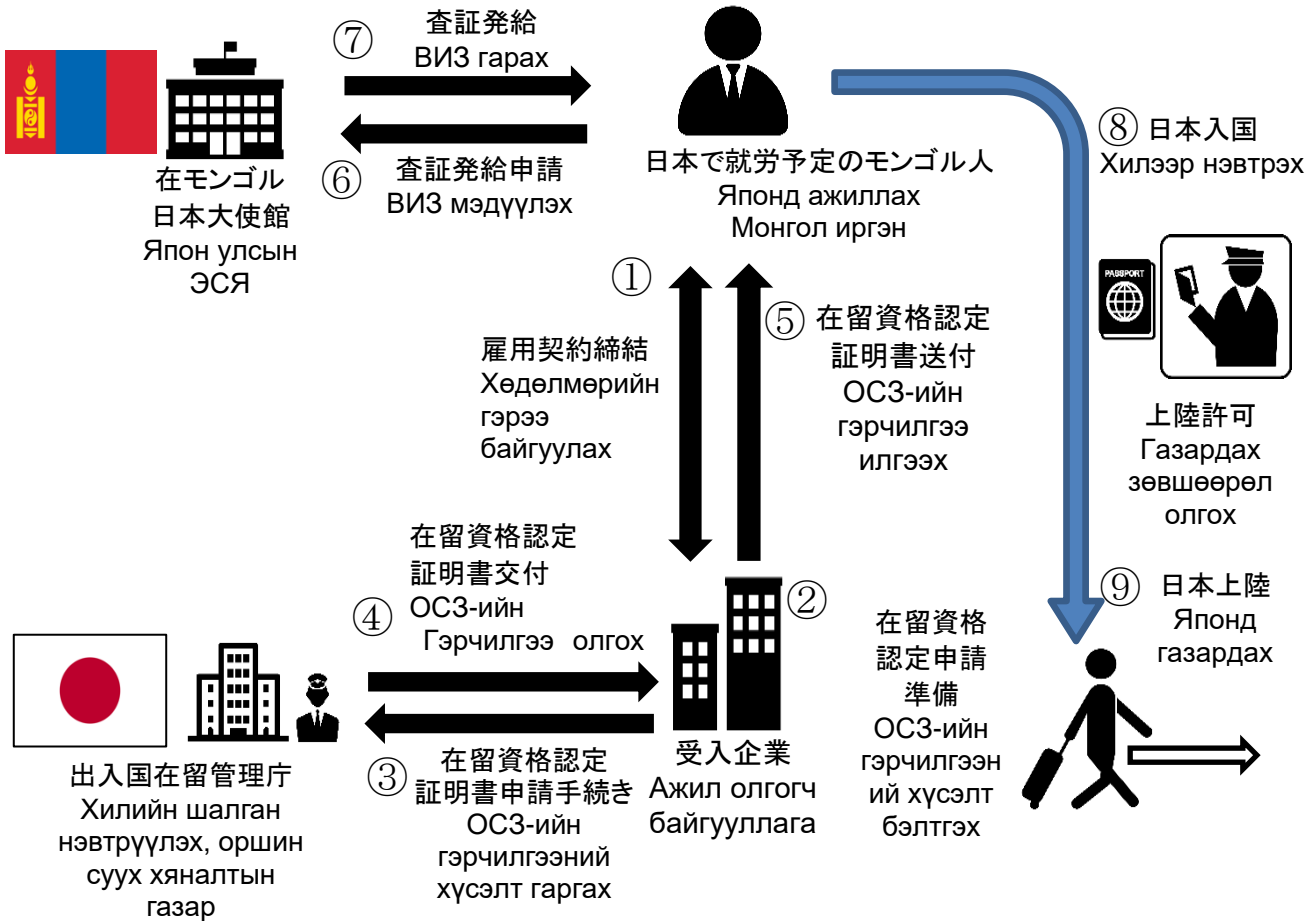 ⑦
査証発給
ВИЗ гарах
⑥
査証発給申請
ВИЗ мэдүүлэх
在モンゴル
日本大使館
Япон улсын
ЭСЯ
日本で就労予定のモンゴル人
Японд ажиллах
Монгол иргэн
⑧ 日本入国
Хилээр нэвтрэх
PASSPORT
上陸許可
Газардах
зөвшөөрөл
олгох
①
雇用契約締結
Хөдөлмөрийн
гэрээ
байгуулах
⑤ 在留資格認定
証明書送付
ОСЗ-ийн
гэрчилгээ
илгээх
④
在留資格認定
証明書交付
ОСЗ-ийн
Гэрчилгээ олгох
②
在留資格
認定申請
準備
ОСЗ-ийн
гэрчилгээн
ий хүсэлт
бэлтгэх
⑨ 日本上陸
Японд
газардах
出入国在留管理庁
Хилийн шалган
нэвтрүүлэх, оршин
суух хяналтын
газар
③ 在留資格認定
証明書申請手続き
ОСЗ-ийн
гэрчилгээний
хүсэлт гаргах
受入企業
Ажил олгогч
байгууллага